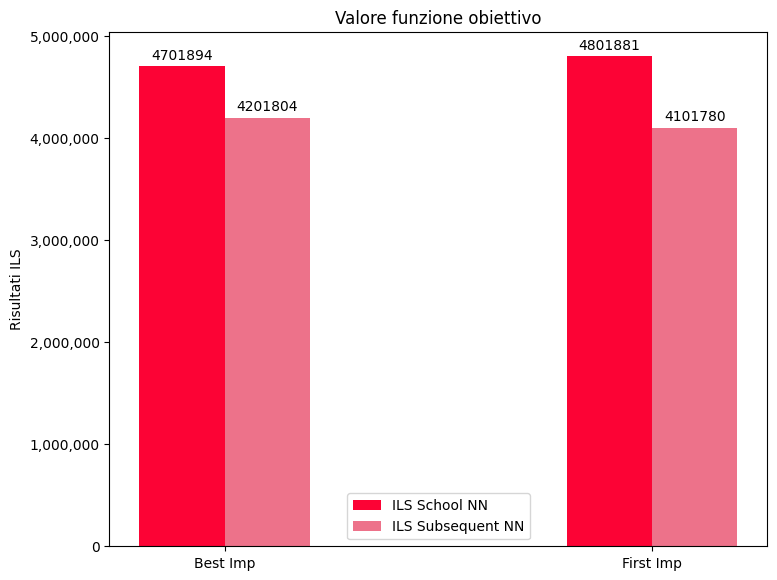 Valore funzione obiettivo
Risultati ILS
5,000,000
4,000,000
3,000,000
2,000,000
1,000,000
0
4701894
4201804
4801881
4101780
ILS School NN
ILS Subsequent NN
Best Imp
First Imp